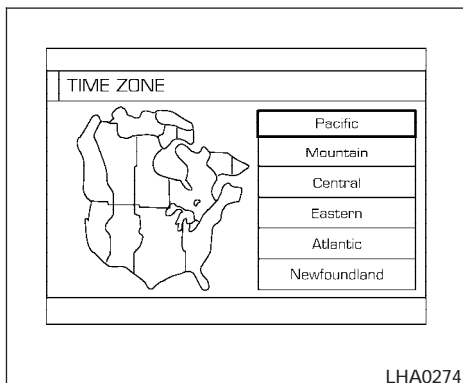 TIME ZONE
Pacific
Mountain
Central
Eastern
Atlantic
Newfoundland
LHA0274